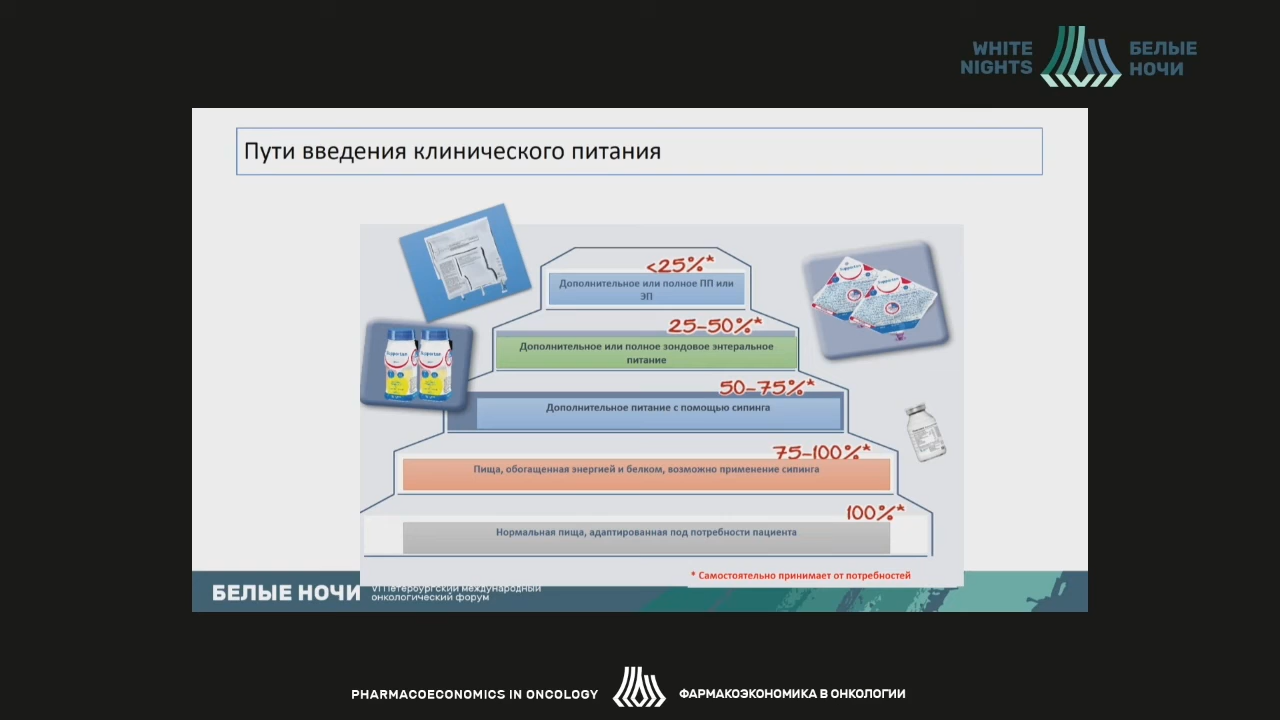 WHITE
NIGHTS
БЕЛЫЕ
НОЧИ
Пути введения клинического питания
<25%*
Дополнительное или полное ПП или
ЭП
25-50%*
Дополнительное или полное зондовое энтеральное
питание
50-75%*
Дополнительное питание с помощью сипинга
75-100%*
Пища, обогащенная энергией и белком, возможно применение сипинга
100%*
Нормальная пища, адаптированная под потребности пациента
* Самостоятельно принимает от потребностей
БЕЛЫЕ НОЧИ
VI Петербургский международный
онкологический форум
PHARMACOECONOMICS IN ONCOLOGY
ФАРМАКОЭКОНОМИКА В ОНКОЛОГИИ